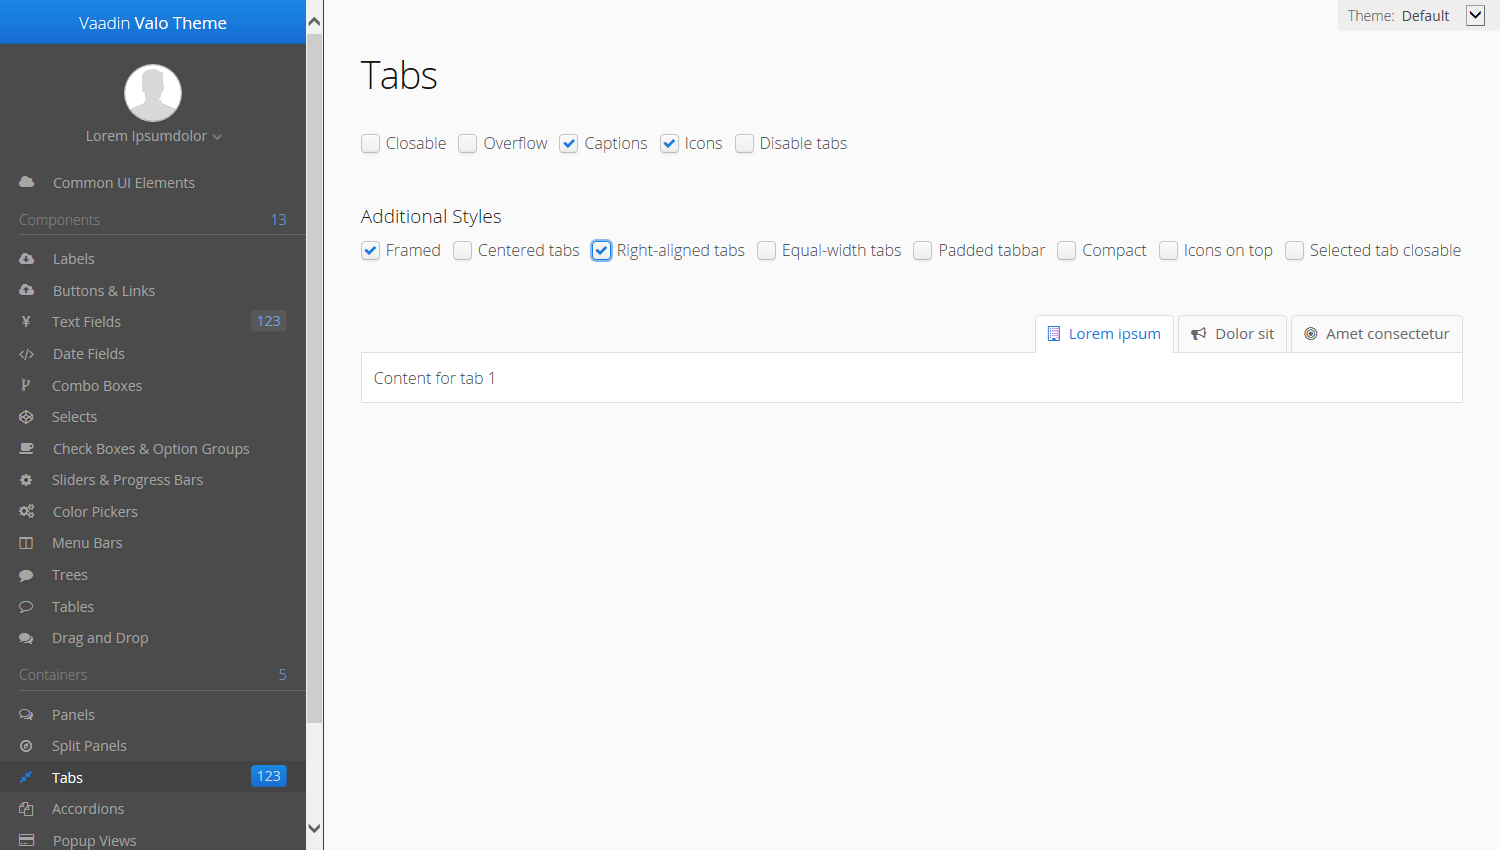 Vaadin Valo Theme
Lorem Ipsumdolor
Common UI Elements
Components 13
Labels
Buttons & Links
Text Fields 123
Date Fields
Combo Boxes
Selects
Check Boxes & Option Groups
Sliders & Progress Bars
Color Pickers
Menu Bars
Trees
Tables
Drag and Drop
Containers 5
Panels
Split Panels
Tabs 123
Accordions
Popup Views
Theme: Default
Tabs
Closable Overflow Captions Icons Disable tabs
Additional Styles
Framed Centered tabs Right-aligned tabs Equal-width tabs Padded tabbar Compact Icons on top Selected tab closable
Lorem ipsum Dolor sit Amet consectetur
Content for tab 1